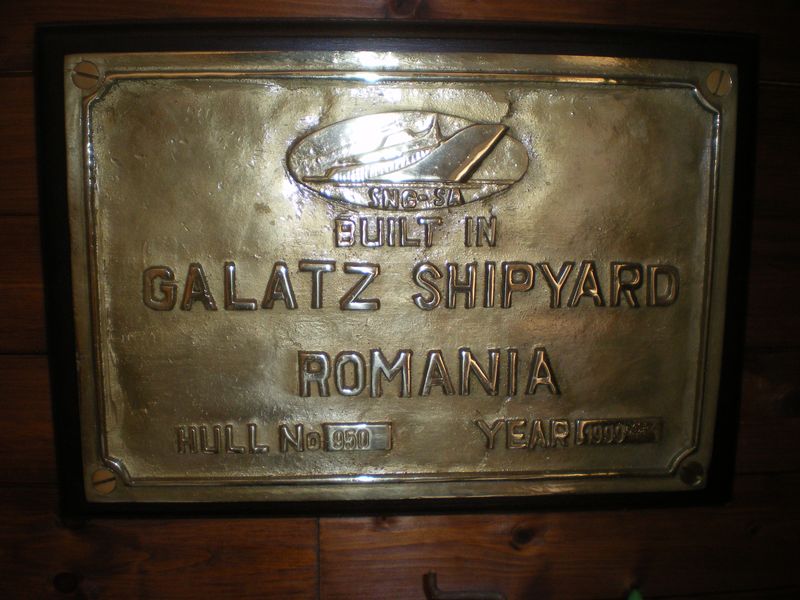 SNG-SA
BUILT IN
GALATZ SHIPYARD
ROMANIA
HULL No 950 YEAR